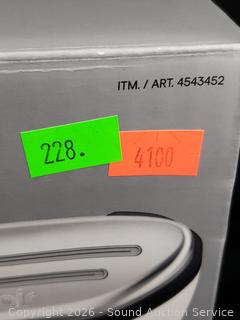 ITM. / ART. 4543452
228.
4100
Copyright 2026 - Sound Auction Service